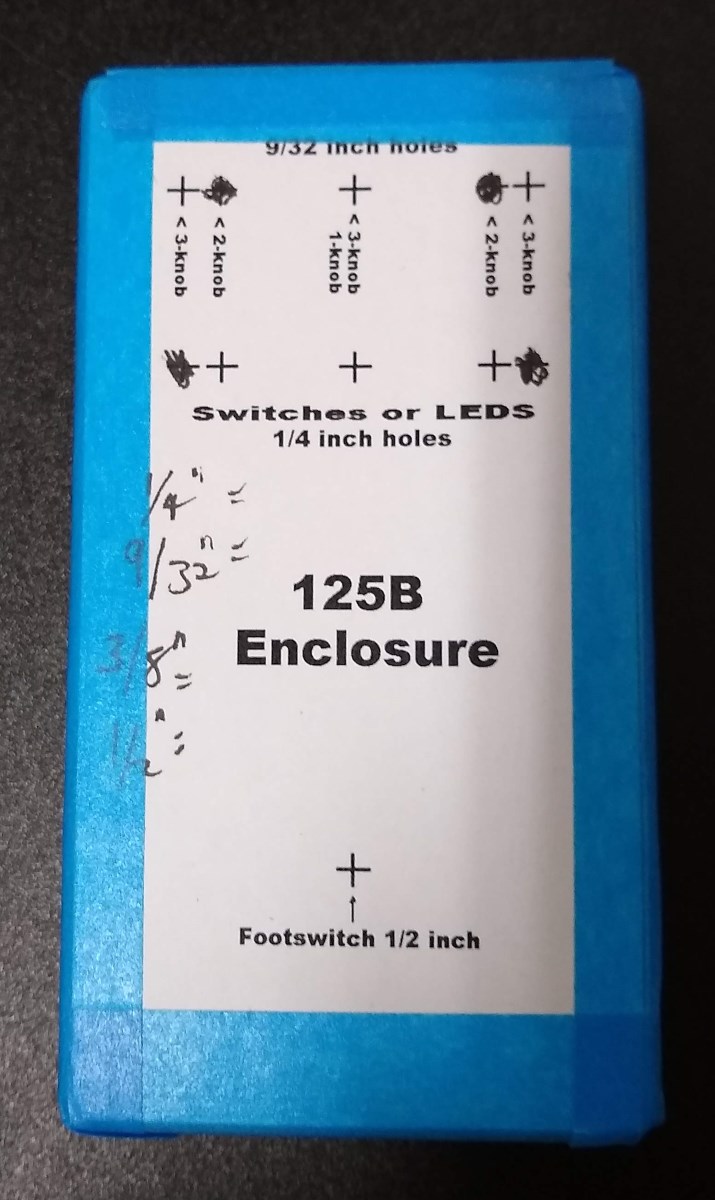 9/32 inch holes
< 3-knob
< 2-knob
< 3-knob
1-knob
< 2-knob
< 3-knob
Switches or LEDS
1/4 inch holes
1/4" =
9/32" =
3/8" =
1/2" =
125B
Enclosure
Footswitch 1/2 inch